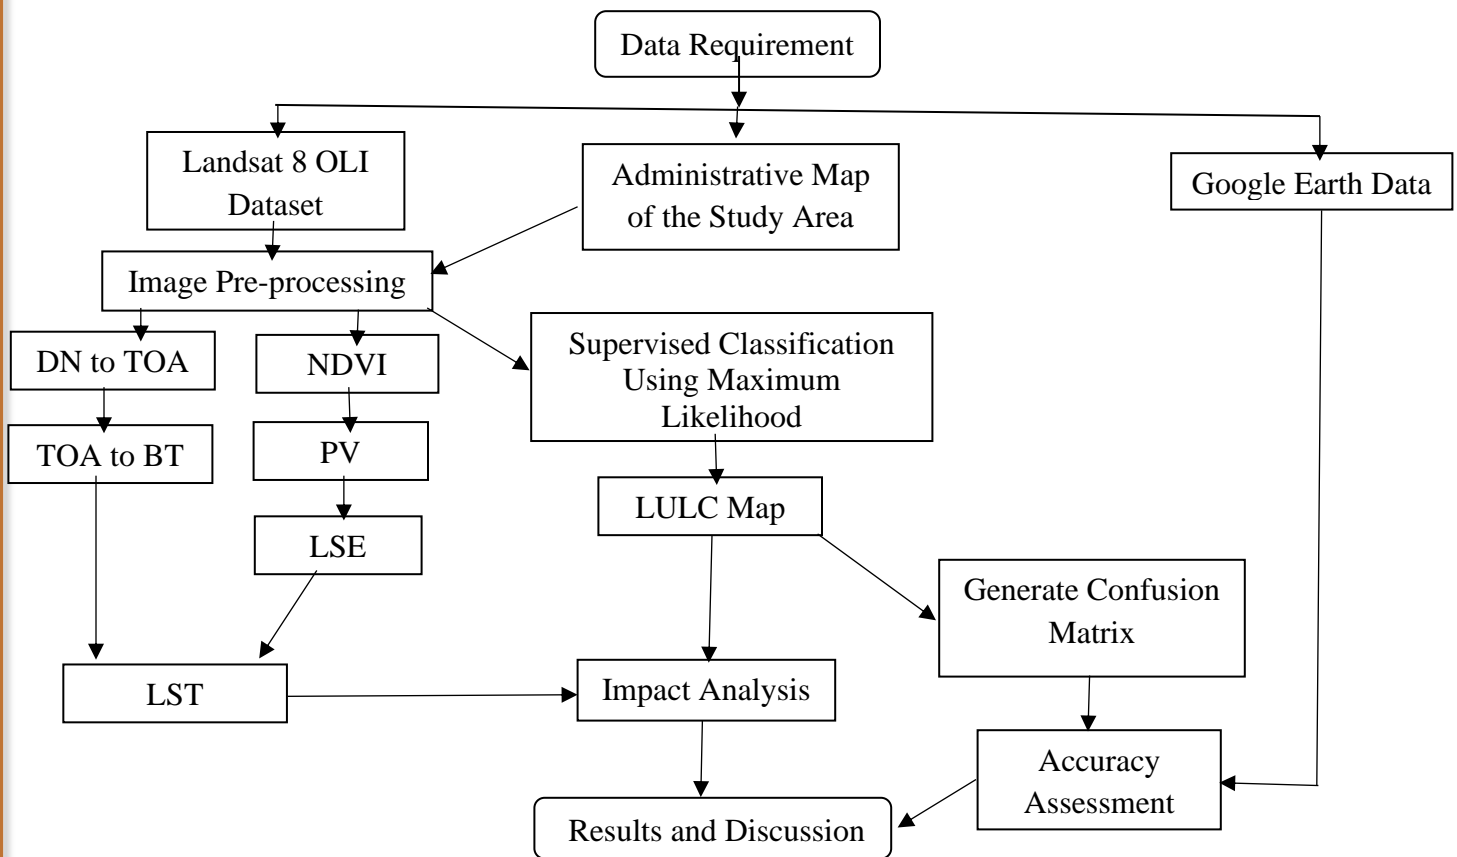 Data Requirement
Landsat 8 OLI
Dataset
Administrative Map
of the Study Area
Google Earth Data
Image Pre-processing
DN to TOA
NDVI
Supervised Classification
Using Maximum
Likelihood
TOA to BT
PV
LULC Map
LSE
Generate Confusion
Matrix
LST
Impact Analysis
Accuracy
Assessment
Results and Discussion